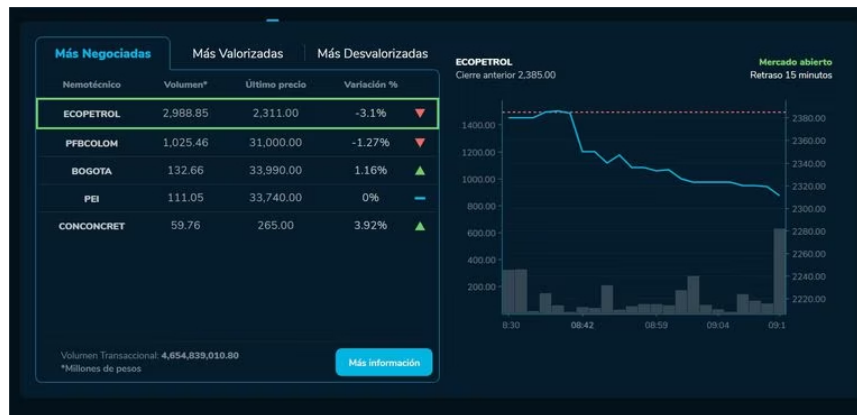 Más Negociadas Más Valorizadas Más Desvalorizadas
Nemotécnico Volumen* Último precio Variación %
ECOPETROL 2,988.85 2,311.00 -3.1%
PFBCOLOM 1,025.46 31,000.00 -1.27%
BOGOTA 132.66 33,990.00 1.16%
PEI 111.05 33,740.00 0%
CONCONCRET 59.76 265.00 3.92%
Volumen Transaccional: 4,654,839,010.80
*Millones de pesos
Más información
ECOPETROL
Cierre anterior 2,385.00
Mercado abierto
Retraso 15 minutos
1400.00
1200.00
1000.00
800.00
600.00
400.00
200.00
2380.00
2360.00
2340.00
2320.00
2300.00
2280.00
2260.00
2240.00
2220.00
8:30 08:42 08:59 09:04 09:1